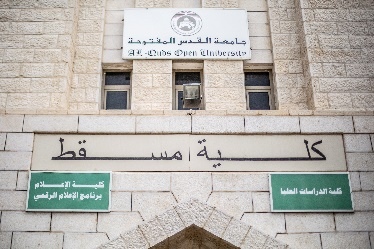 جامعة القدس المفتوحة
AL-Quds Open University
كلية مسقط
كلية الإعلام
برنامج الإعلام الرقمي
كلية الدراسات العليا